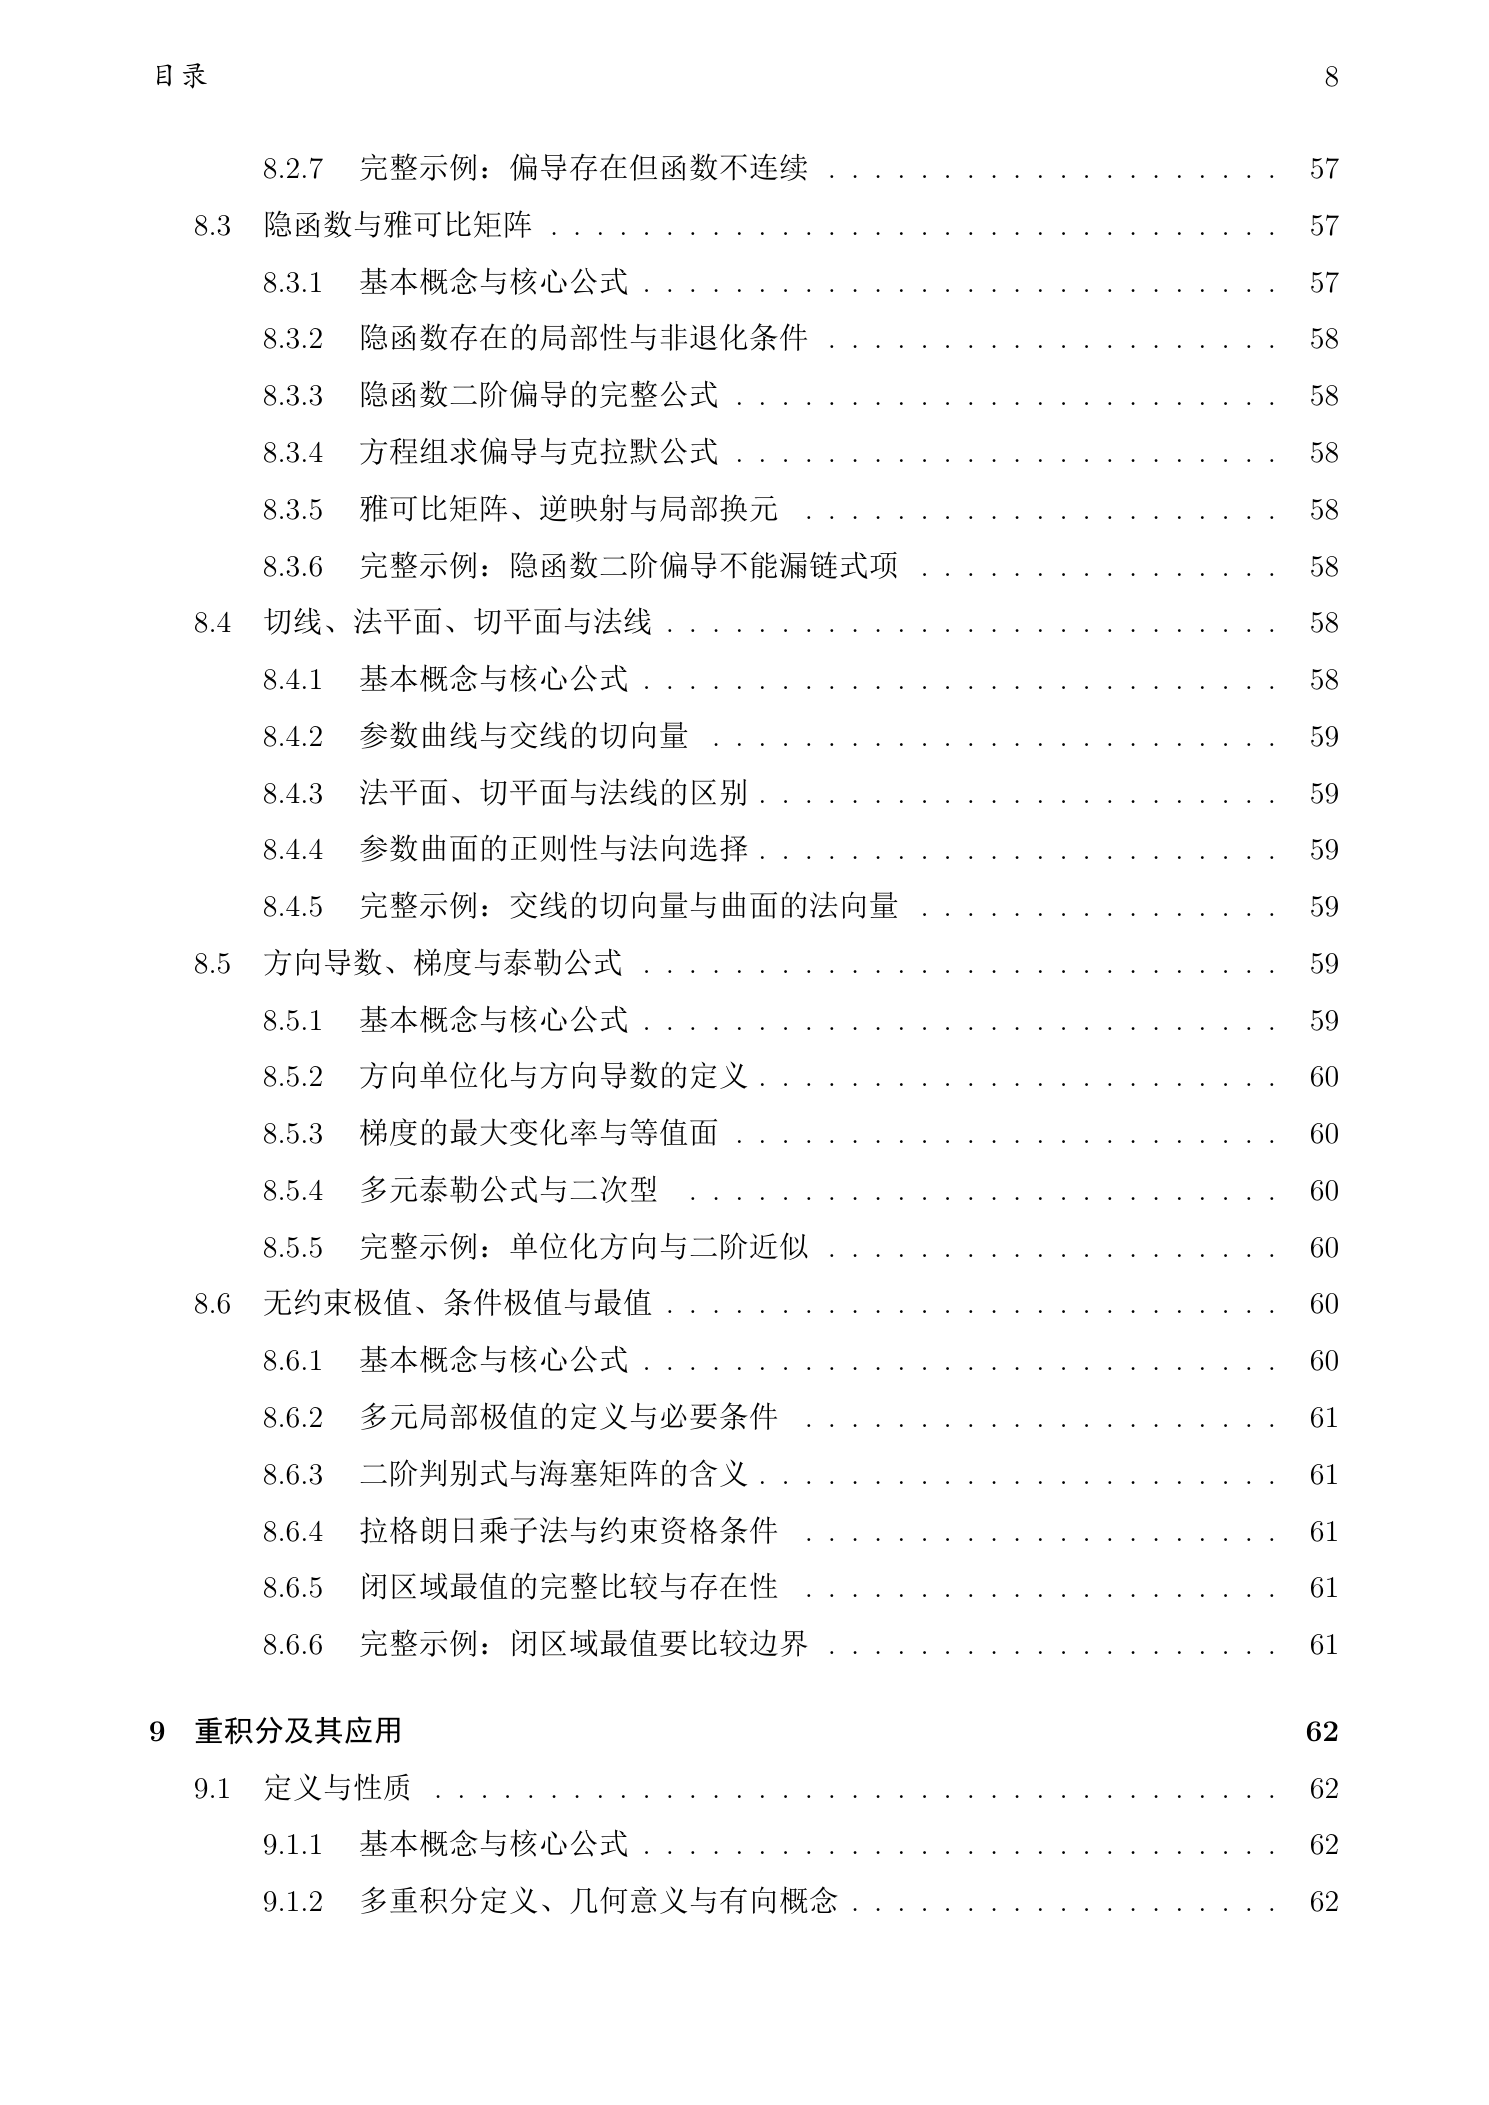 目录 8
8.2.7 完整示例：偏导存在但函数不连续 . . . . . . . . . . . . . . . . . . . . 57
8.3 隐函数与雅可比矩阵 . . . . . . . . . . . . . . . . . . . . . . . . . . . . . . . . 57
8.3.1 基本概念与核心公式 . . . . . . . . . . . . . . . . . . . . . . . . . . . . 57
8.3.2 隐函数存在的局部性与非退化条件 . . . . . . . . . . . . . . . . . . . . 58
8.3.3 隐函数二阶偏导的完整公式 . . . . . . . . . . . . . . . . . . . . . . . . 58
8.3.4 方程组求偏导与克拉默公式 . . . . . . . . . . . . . . . . . . . . . . . . 58
8.3.5 雅可比矩阵、逆映射与局部换元 . . . . . . . . . . . . . . . . . . . . . 58
8.3.6 完整示例：隐函数二阶偏导不能漏链式项 . . . . . . . . . . . . . . . . 58
8.4 切线、法平面、切平面与法线 . . . . . . . . . . . . . . . . . . . . . . . . . . . 58
8.4.1 基本概念与核心公式 . . . . . . . . . . . . . . . . . . . . . . . . . . . . 58
8.4.2 参数曲线与交线的切向量 . . . . . . . . . . . . . . . . . . . . . . . . . 59
8.4.3 法平面、切平面与法线的区别 . . . . . . . . . . . . . . . . . . . . . . . 59
8.4.4 参数曲面的正则性与法向选择 . . . . . . . . . . . . . . . . . . . . . . . 59
8.4.5 完整示例：交线的切向量与曲面的法向量 . . . . . . . . . . . . . . . . 59
8.5 方向导数、梯度与泰勒公式 . . . . . . . . . . . . . . . . . . . . . . . . . . . . 59
8.5.1 基本概念与核心公式 . . . . . . . . . . . . . . . . . . . . . . . . . . . . 59
8.5.2 方向单位化与方向导数的定义 . . . . . . . . . . . . . . . . . . . . . . . 60
8.5.3 梯度的最大变化率与等值面 . . . . . . . . . . . . . . . . . . . . . . . . 60
8.5.4 多元泰勒公式与二次型 . . . . . . . . . . . . . . . . . . . . . . . . . . 60
8.5.5 完整示例：单位化方向与二阶近似 . . . . . . . . . . . . . . . . . . . . 60
8.6 无约束极值、条件极值与最值 . . . . . . . . . . . . . . . . . . . . . . . . . . . 60
8.6.1 基本概念与核心公式 . . . . . . . . . . . . . . . . . . . . . . . . . . . . 60
8.6.2 多元局部极值的定义与必要条件 . . . . . . . . . . . . . . . . . . . . . 61
8.6.3 二阶判别式与海塞矩阵的含义 . . . . . . . . . . . . . . . . . . . . . . . 61
8.6.4 拉格朗日乘子法与约束资格条件 . . . . . . . . . . . . . . . . . . . . . 61
8.6.5 闭区域最值的完整比较与存在性 . . . . . . . . . . . . . . . . . . . . . 61
8.6.6 完整示例：闭区域最值要比较边界 . . . . . . . . . . . . . . . . . . . . 61
9 重积分及其应用 62
9.1 定义与性质 . . . . . . . . . . . . . . . . . . . . . . . . . . . . . . . . . . . . . 62
9.1.1 基本概念与核心公式 . . . . . . . . . . . . . . . . . . . . . . . . . . . . 62
9.1.2 多重积分定义、几何意义与有向概念 . . . . . . . . . . . . . . . . . . . 62